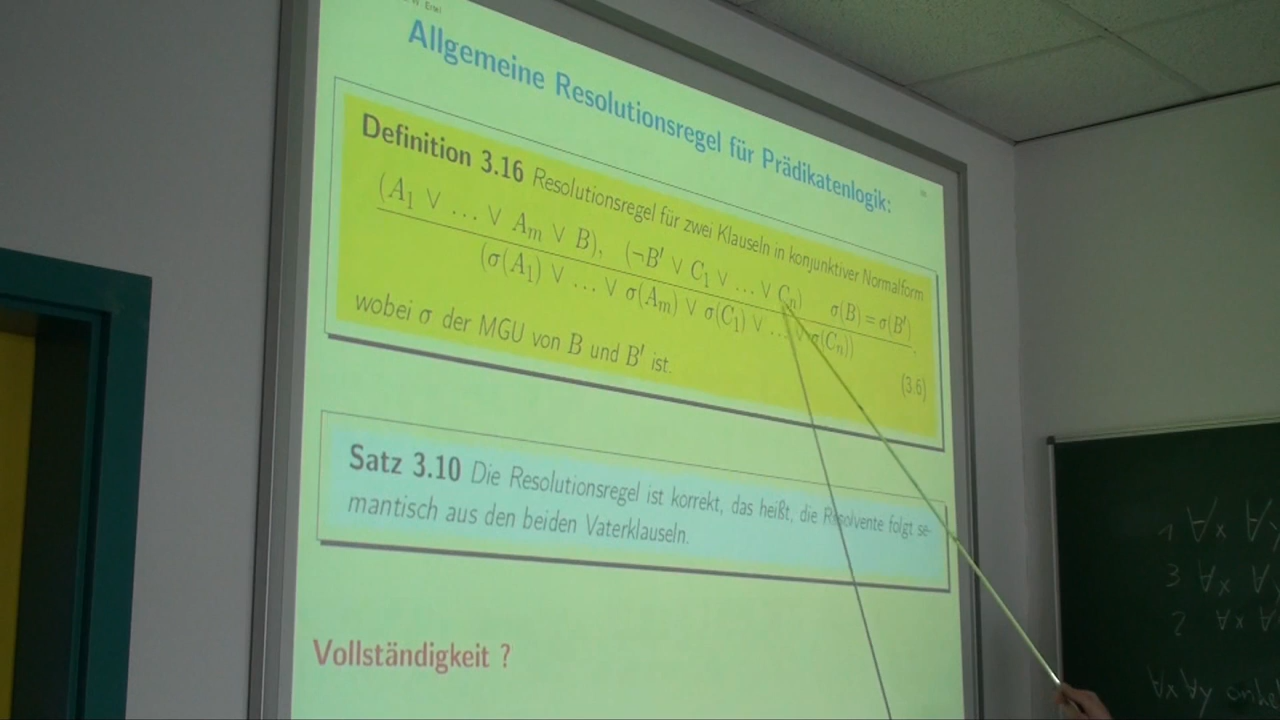 Allgemeine Resolutionsregel für Prädikatenlogik:
Definition 3.16 Resolutionsregel für zwei Klauseln in konjunktiver Normalform
(A₁ ∨ … ∨ Aₘ ∨ B), (¬B′ ∨ C₁ ∨ … ∨ Cₙ) σ(B) = σ(B′)
(σ(A₁) ∨ … ∨ σ(Aₘ) ∨ σ(C₁) ∨ … ∨ σ(Cₙ))
(3.6)
wobei σ der MGU von B und B′ ist.
Satz 3.10 Die Resolutionsregel ist korrekt, das heißt, die Resolvente folgt se-
mantisch aus den beiden Vaterklauseln.
Vollständigkeit ?
1 ∀x ∀
3 ∀x ∀
2 ∀x ∀
∀x ∀y